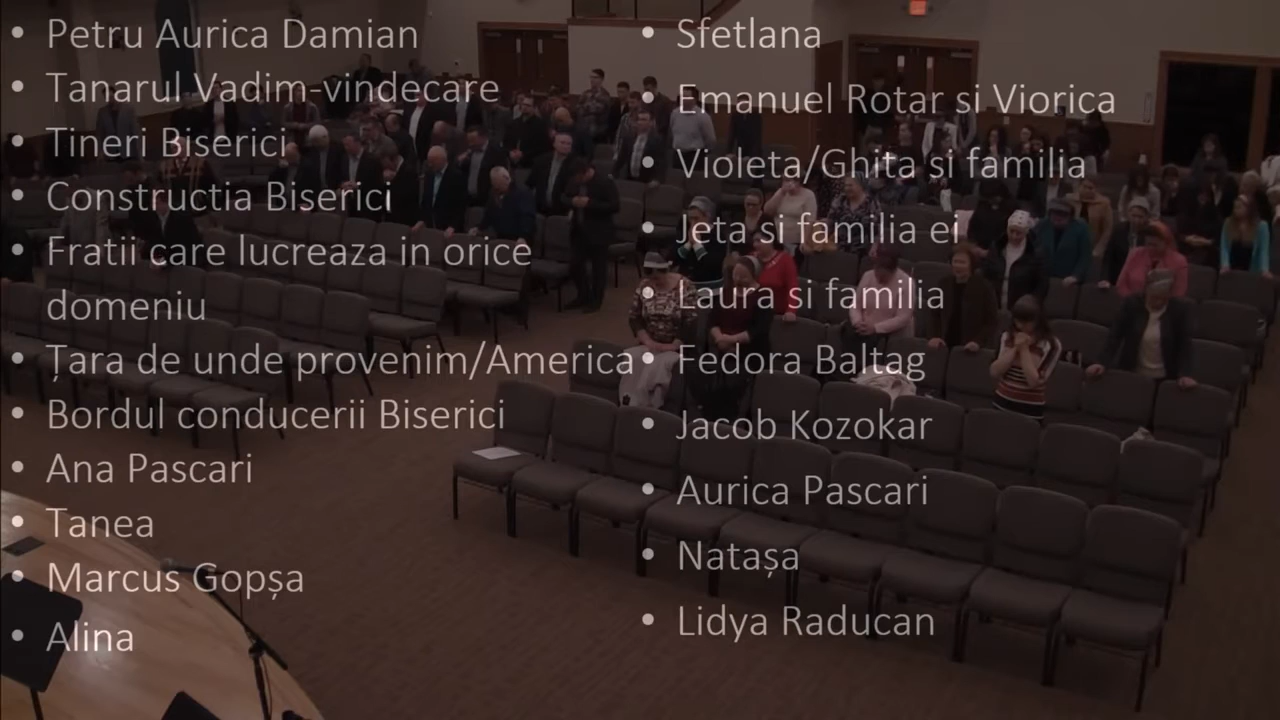 • Petru Aurica Damian
• Tanarul Vadim-vindecare
• Tineri Biserici
• Constructia Biserici
• Fratii care lucreaza in orice
domeniu
• Țara de unde provenim/America
• Bordul conducerii Biserici
• Ana Pascari
• Tanea
• Marcus Gopșa
• Alina
• Sfetlana
• Emanuel Rotar si Viorica
• Violeta/Ghita si familia
• Jeta si familia ei
• Laura si familia
• Fedora Baltag
• Jacob Kozokar
• Aurica Pascari
• Natașa
• Lidya Raducan